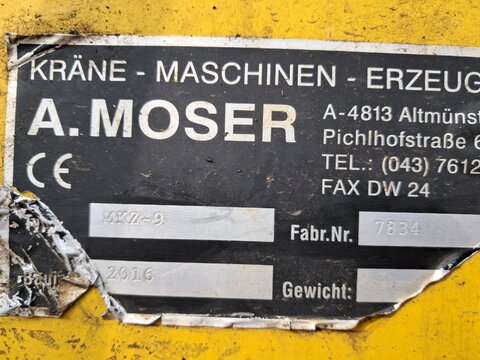 KRÄNE - MASCHINEN - ERZEUG
A. MOSER
A-4813 Altmünst
Pichlhofstraße 6
TEL.: (043) 7612
FAX DW 24
CE
MKZ-9
Fabr.Nr. 7834
2016
Gewicht: